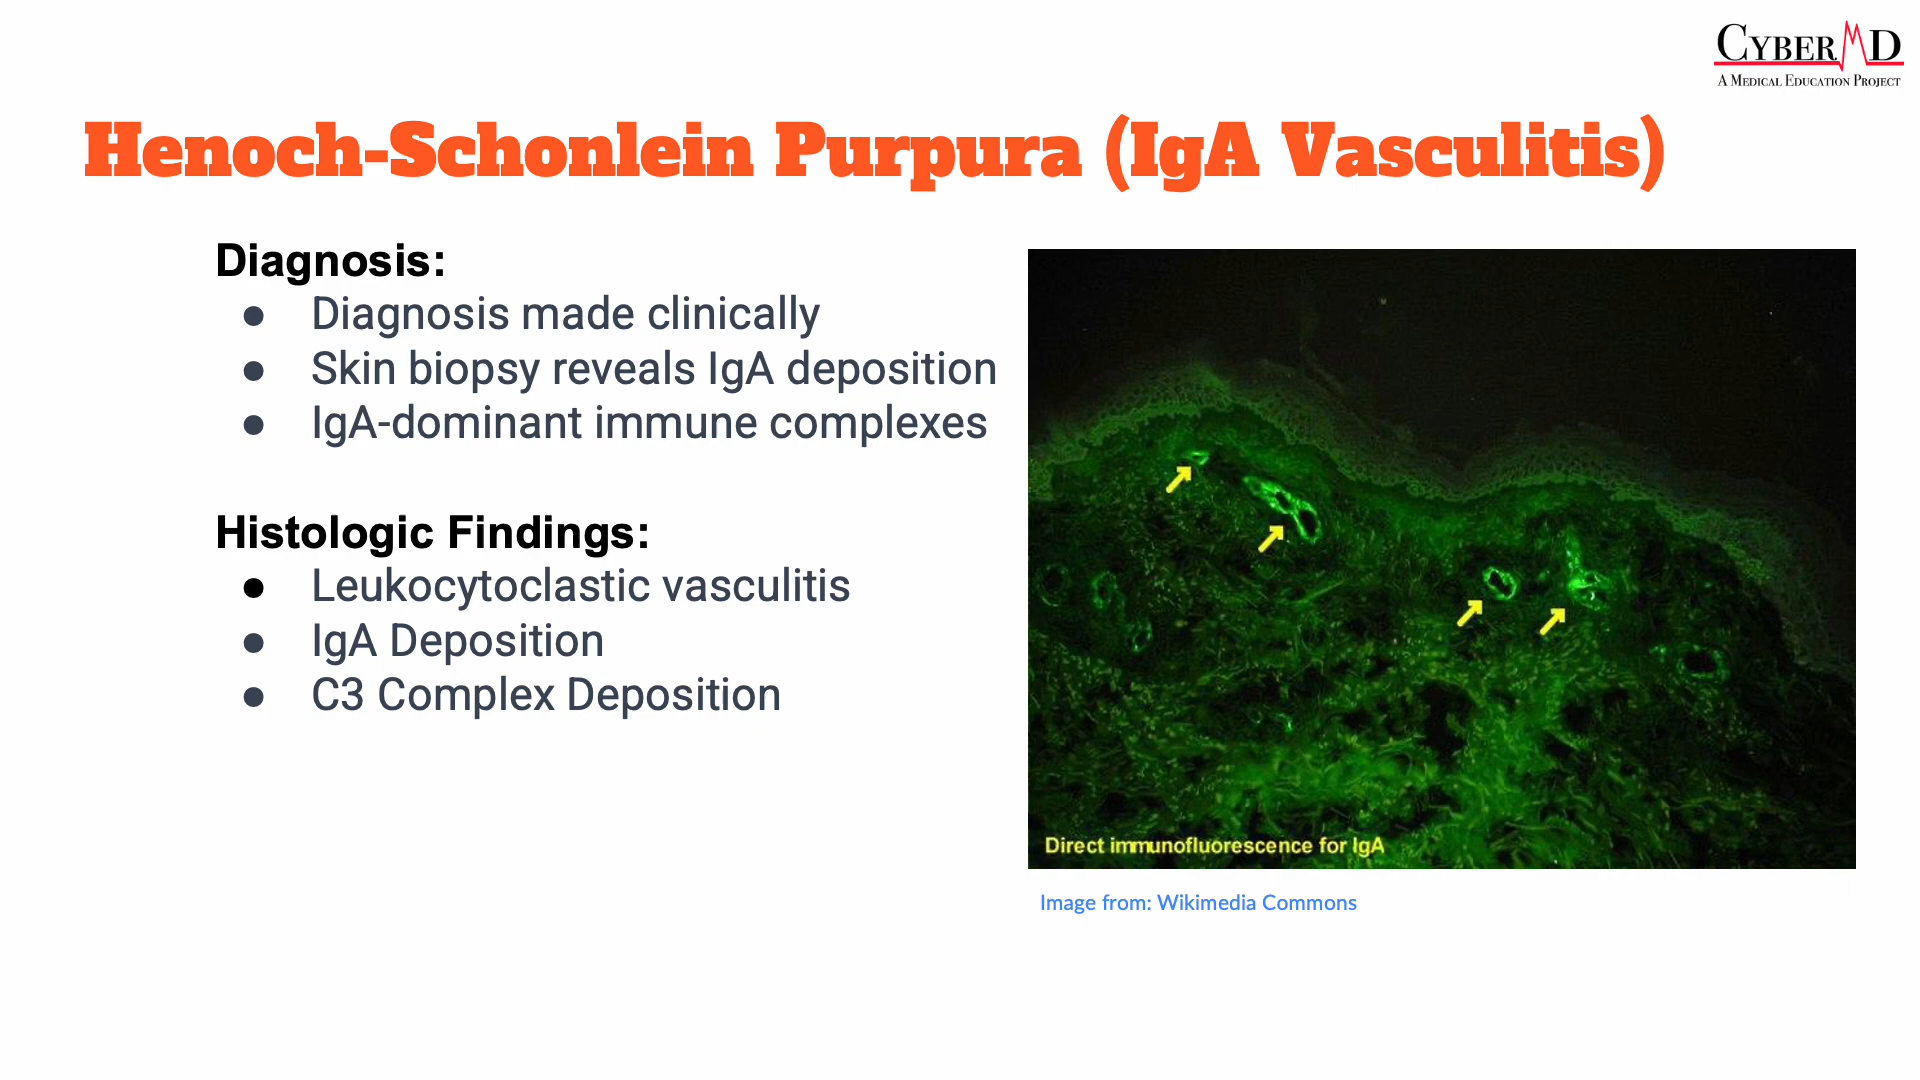 CYBERMD
A MEDICAL EDUCATION PROJECT
Henoch-Schonlein Purpura (IgA Vasculitis)
Diagnosis:
● Diagnosis made clinically
● Skin biopsy reveals IgA deposition
● IgA-dominant immune complexes
Histologic Findings:
● Leukocytoclastic vasculitis
● IgA Deposition
● C3 Complex Deposition
Direct immunofluorescence for IgA
Image from: Wikimedia Commons